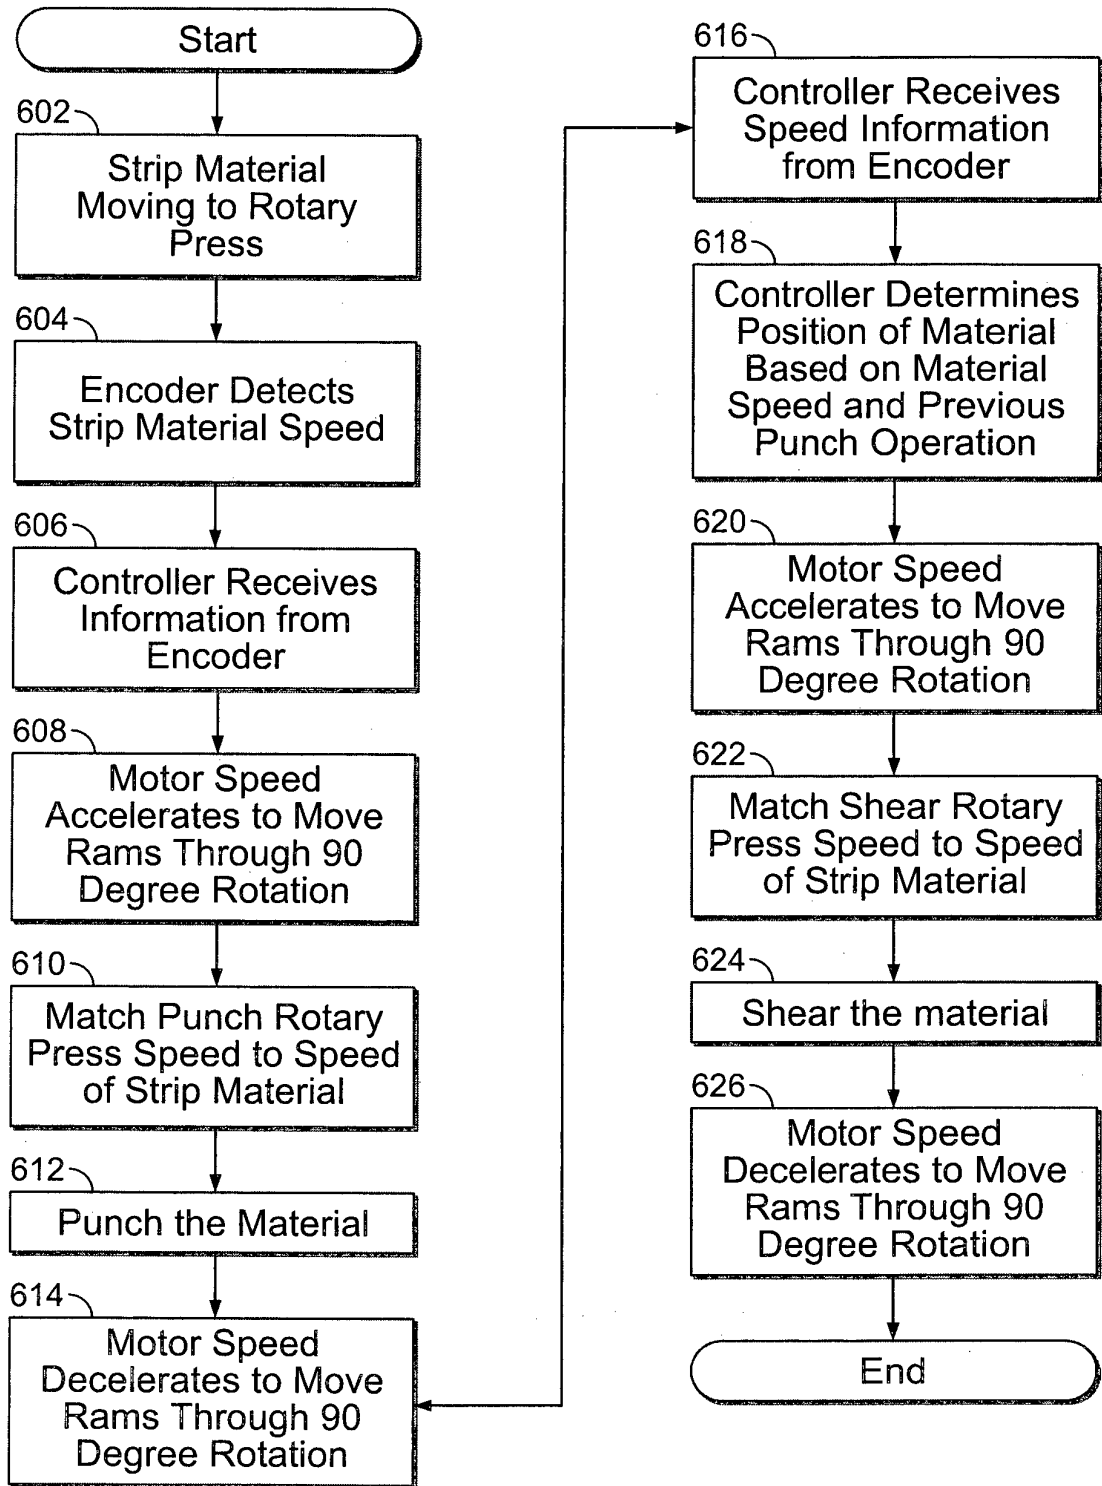 Start
602
Strip Material
Moving to Rotary
Press
604
Encoder Detects
Strip Material Speed
606
Controller Receives
Information from
Encoder
608
Motor Speed
Accelerates to Move
Rams Through 90
Degree Rotation
610
Match Punch Rotary
Press Speed to Speed
of Strip Material
612
Punch the Material
614
Motor Speed
Decelerates to Move
Rams Through 90
Degree Rotation
616
Controller Receives
Speed Information
from Encoder
618
Controller Determines
Position of Material
Based on Material
Speed and Previous
Punch Operation
620
Motor Speed
Accelerates to Move
Rams Through 90
Degree Rotation
622
Match Shear Rotary
Press Speed to Speed
of Strip Material
624
Shear the material
626
Motor Speed
Decelerates to Move
Rams Through 90
Degree Rotation
End